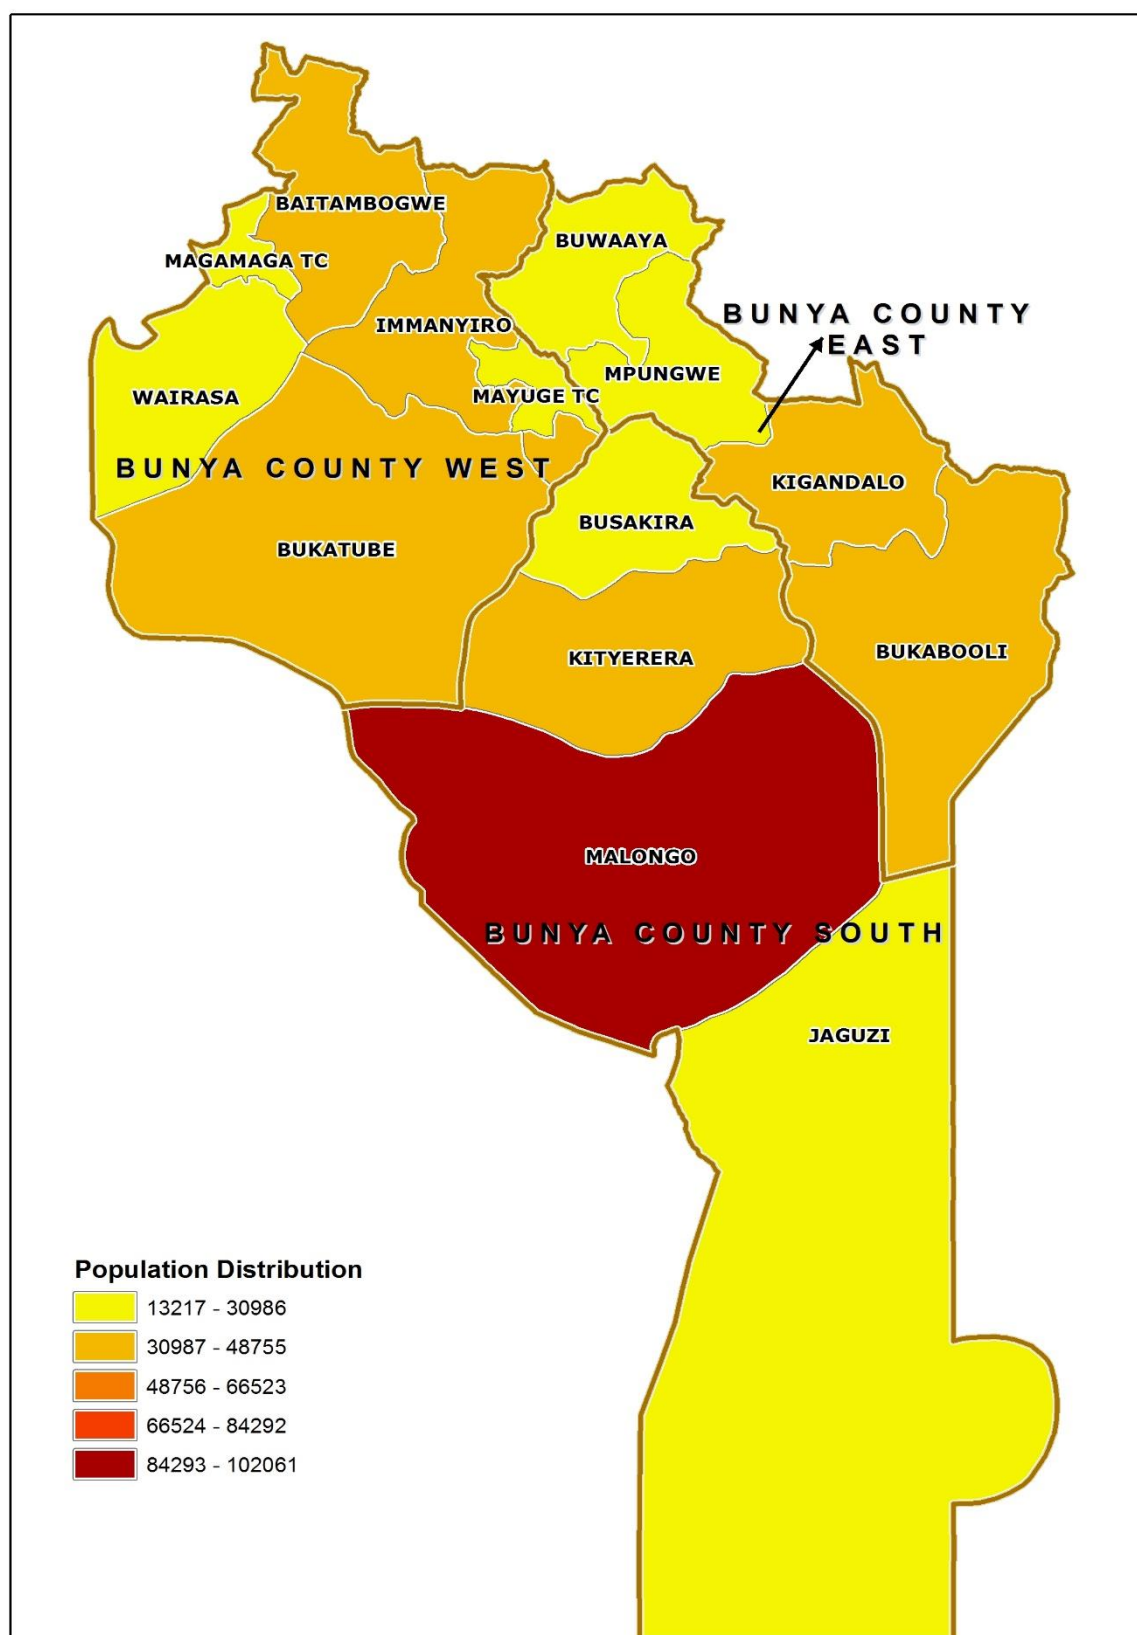 BAITAMBOGWE
BUWAAYA
MAGAMAGA TC
BUNYA COUNTY
EAST
IMMANYIRO
MPUNGWE
WAIRASA
MAYUGE TC
BUNYA COUNTY WEST
KIGANDALO
BUSAKIRA
BUKATUBE
KITYERERA
BUKABOOLI
MALONGO
BUNYA COUNTY SOUTH
JAGUZI
Population Distribution
13217 - 30986
30987 - 48755
48756 - 66523
66524 - 84292
84293 - 102061